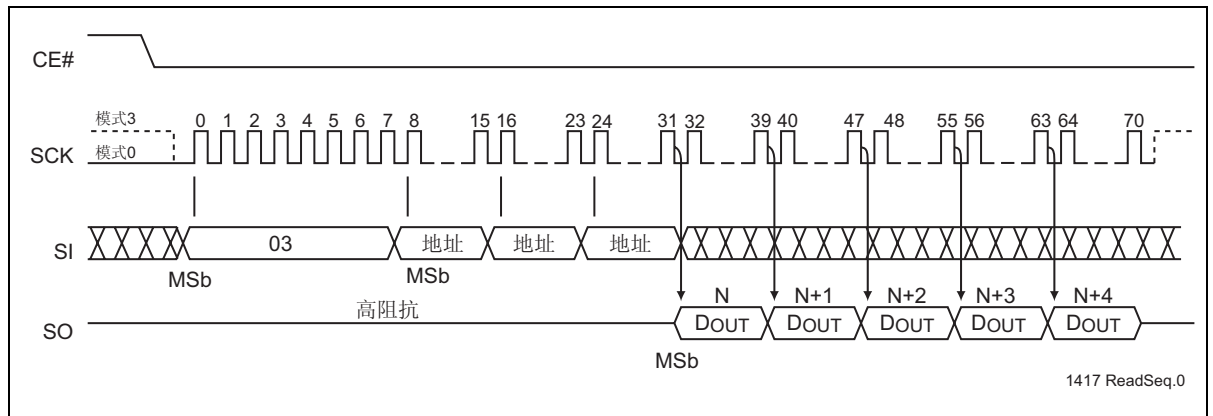 CE#
模式3
0 1 2 3 4 5 6 7 8 15 16 23 24 31 32 39 40 47 48 55 56 63 64 70
SCK
模式0
SI
03 地址 地址 地址
MSb MSb
高阻抗
N N+1 N+2 N+3 N+4
SO
DOUT DOUT DOUT DOUT DOUT
MSb
1417 ReadSeq.0